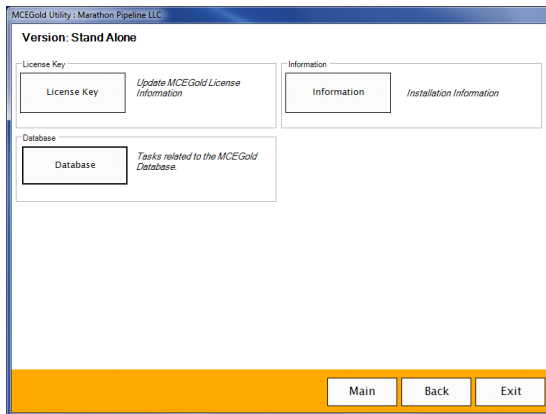 MCEGold Utility : Marathon Pipeline LLC
Version: Stand Alone
License Key
License Key
Update MCEGold License
Information
Information
Information
Installation Information
Database
Database
Tasks related to the MCEGold
Database.
Main
Back
Exit